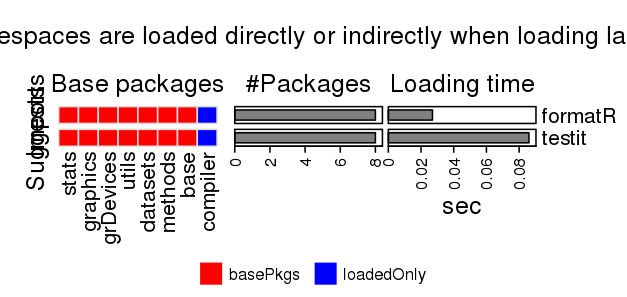 espaces are loaded directly or indirectly when loading la
Base packages
#Packages
Loading time
formatR
testit
stats
graphics
grDevices
utils
datasets
methods
base
compiler
0 2 4 6 8
0 0.02 0.04 0.06 0.08
sec
basePkgs
loadedOnly